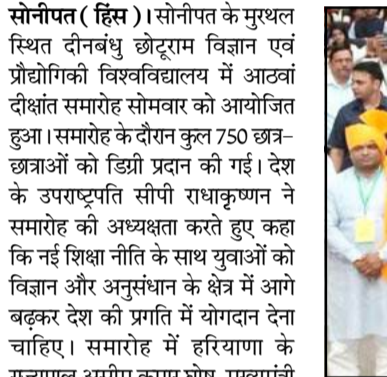 सोनीपत ( हिंस )। सोनीपत के मुरथल
स्थित दीनबंधु छोटूराम विज्ञान एवं
प्रौद्योगिकी विश्वविद्यालय में आठवां
दीक्षांत समारोह सोमवार को आयोजित
हुआ। समारोह के दौरान कुल 750 छात्र-
छात्राओं को डिग्री प्रदान की गई। देश
के उपराष्ट्रपति सीपी राधाकृष्णन ने
समारोह की अध्यक्षता करते हुए कहा
कि नई शिक्षा नीति के साथ युवाओं को
विज्ञान और अनुसंधान के क्षेत्र में आगे
बढ़कर देश की प्रगति में योगदान देना
चाहिए। समारोह में हरियाणा के